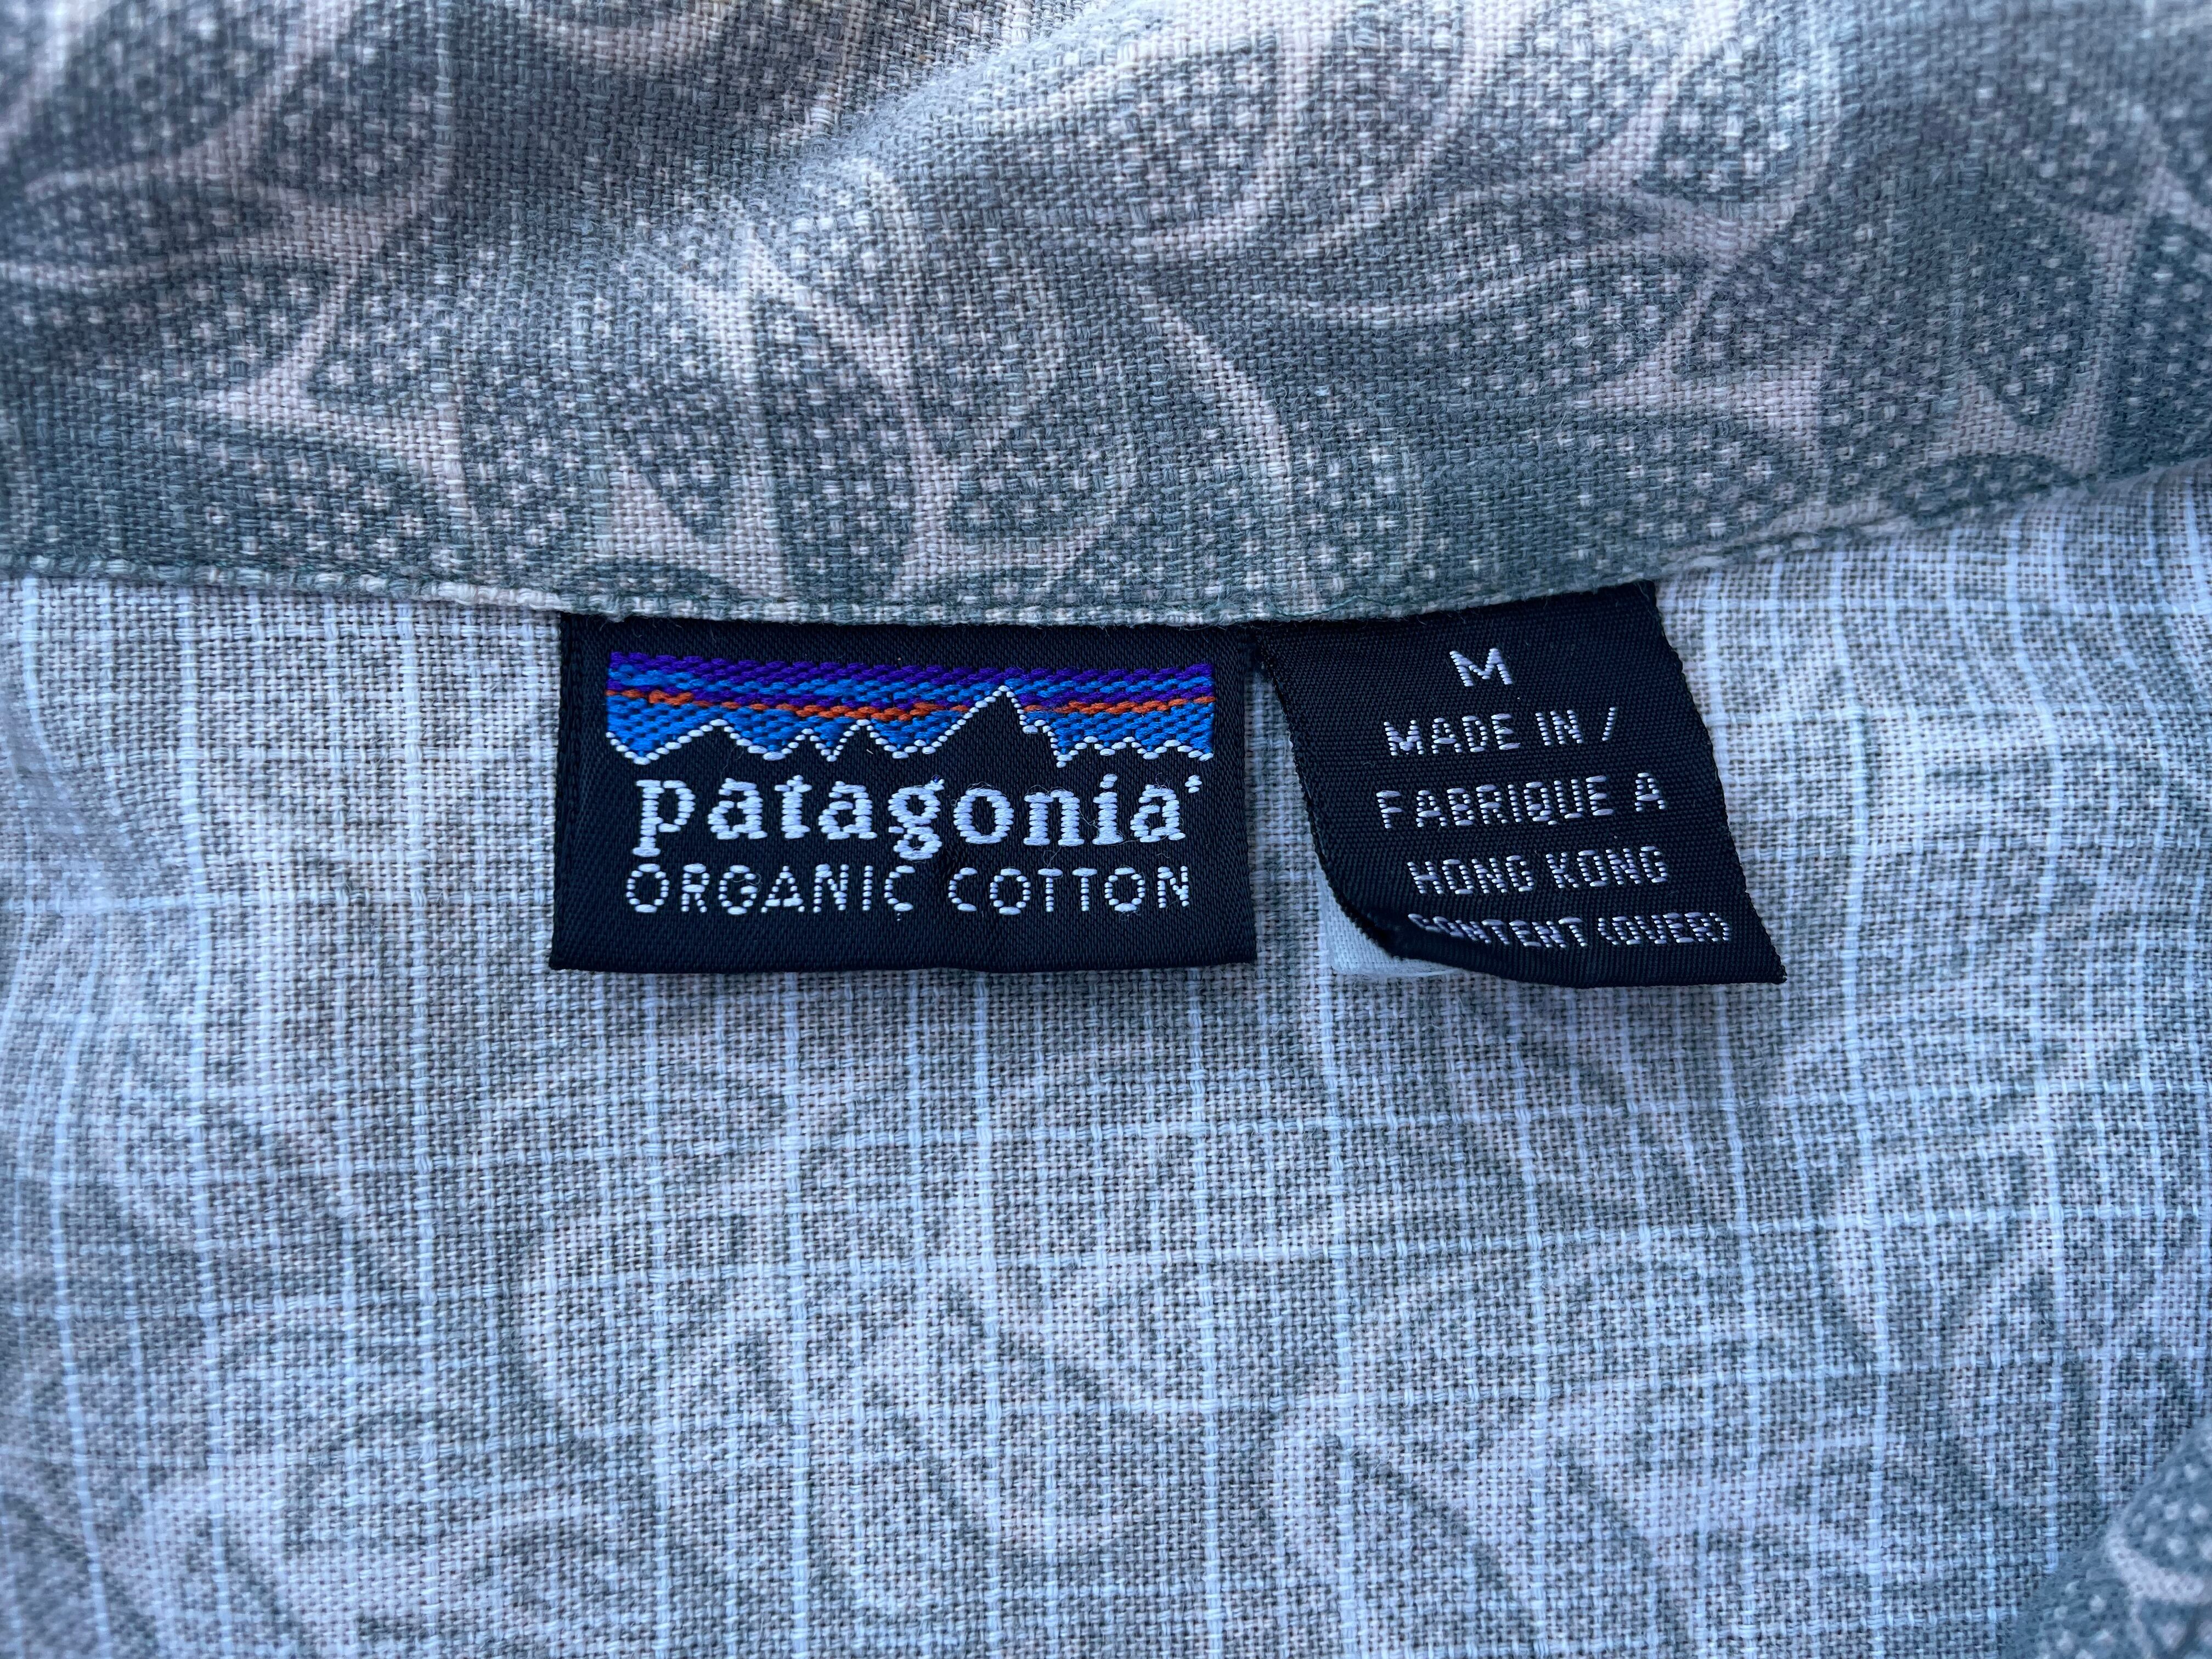 patagonia®
ORGANIC COTTON
M
MADE IN /
FABRIQUE A
HONG KONG
CONTENT (OVER)